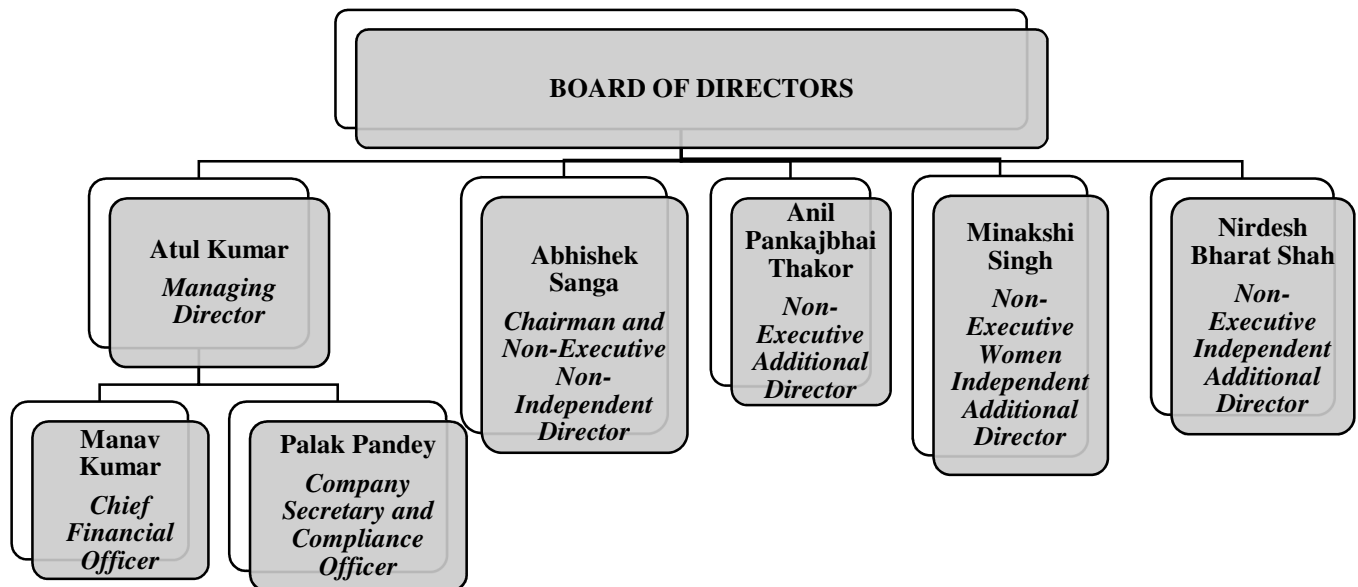 BOARD OF DIRECTORS
Atul Kumar
Managing
Director
Abhishek
Sanga
Chairman and
Non-Executive
Non-
Independent
Director
Anil
Pankajbhai
Thakor
Non-
Executive
Additional
Director
Minakshi
Singh
Non-
Executive
Women
Independent
Additional
Director
Nirdesh
Bharat Shah
Non-
Executive
Independent
Additional
Director
Manav
Kumar
Chief
Financial
Officer
Palak Pandey
Company
Secretary and
Compliance
Officer